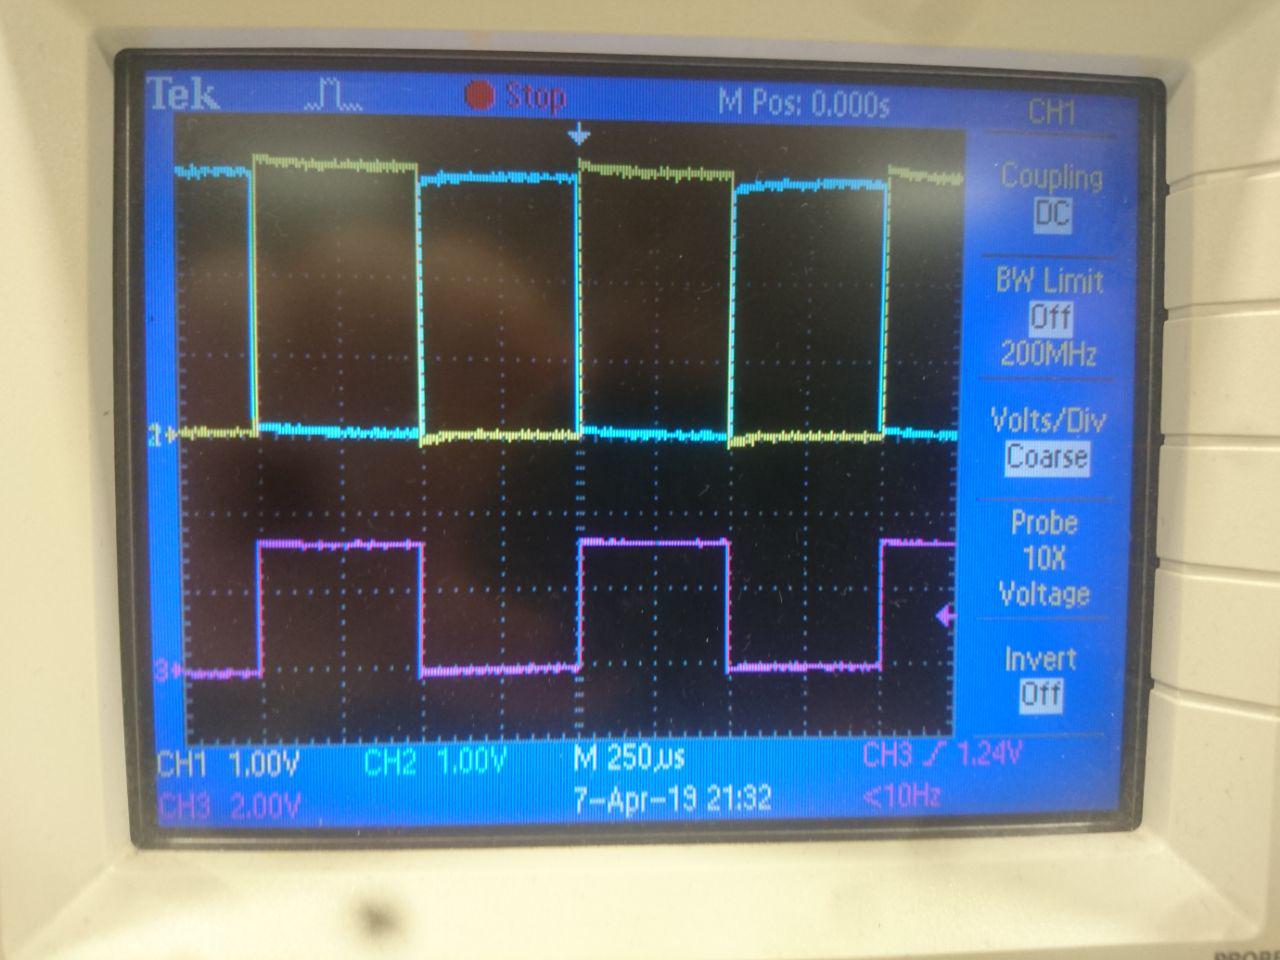 Tek Stop M Pos: 0.000s CH1
Coupling
DC
BW Limit
Off
200MHz
Volts/Div
Coarse
Probe
10X
Voltage
Invert
Off
3
CH1 1.00V CH2 1.00V M 250µs CH3 1.24V
CH3 2.00V 7-Apr-19 21:32 <10Hz